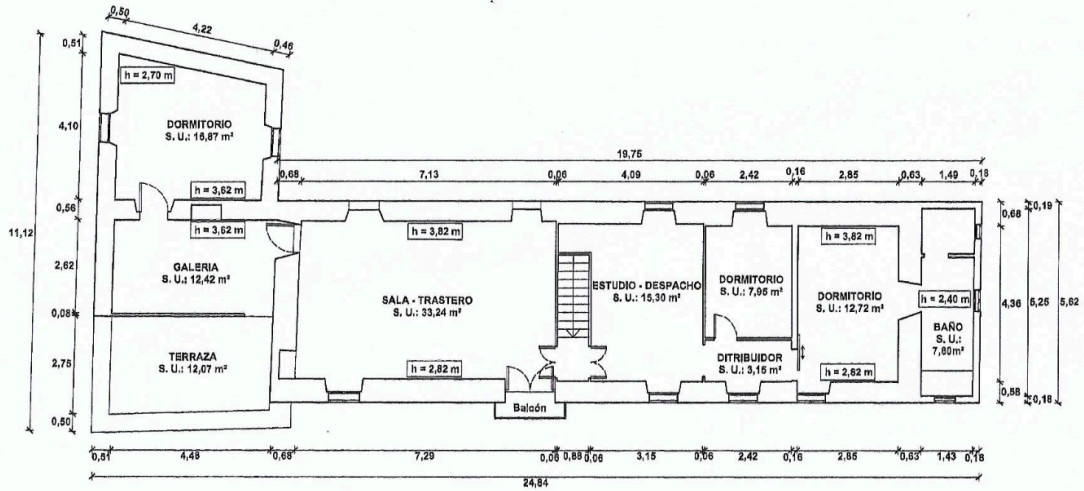 0,50
4,22
0,46
0,51
h = 2,70 m
DORMITORIO
S. U.: 16,87 m²
4,10
h = 3,62 m
19,75
0,68 7,13 0,06 4,09 0,06 2,42 0,16 2,85 0,63 1,49 0,18
0,56
11,12
h = 3,62 m
2,62
GALERIA
S. U.: 12,42 m²
0,08
TERRAZA
S. U.: 12,07 m²
2,75
0,50
h = 3,82 m
SALA - TRASTERO
S. U.: 33,24 m²
h = 2,82 m
Balcón
ESTUDIO - DESPACHO
S. U.: 15,30 m²
DORMITORIO
S. U.: 7,95 m²
DITRIBUIDOR
S. U.: 3,15 m²
h = 3,82 m
DORMITORIO
S. U.: 12,72 m²
h = 2,82 m
h = 2,40 m
BAÑO
S. U.:
7,80m²
0,68
0,19
4,36
5,25
5,62
0,58
0,18
0,51 4,48 0,68 7,29 0,06 0,88 0,06 3,15 0,06 2,42 0,16 2,85 0,63 1,43 0,18
24,84